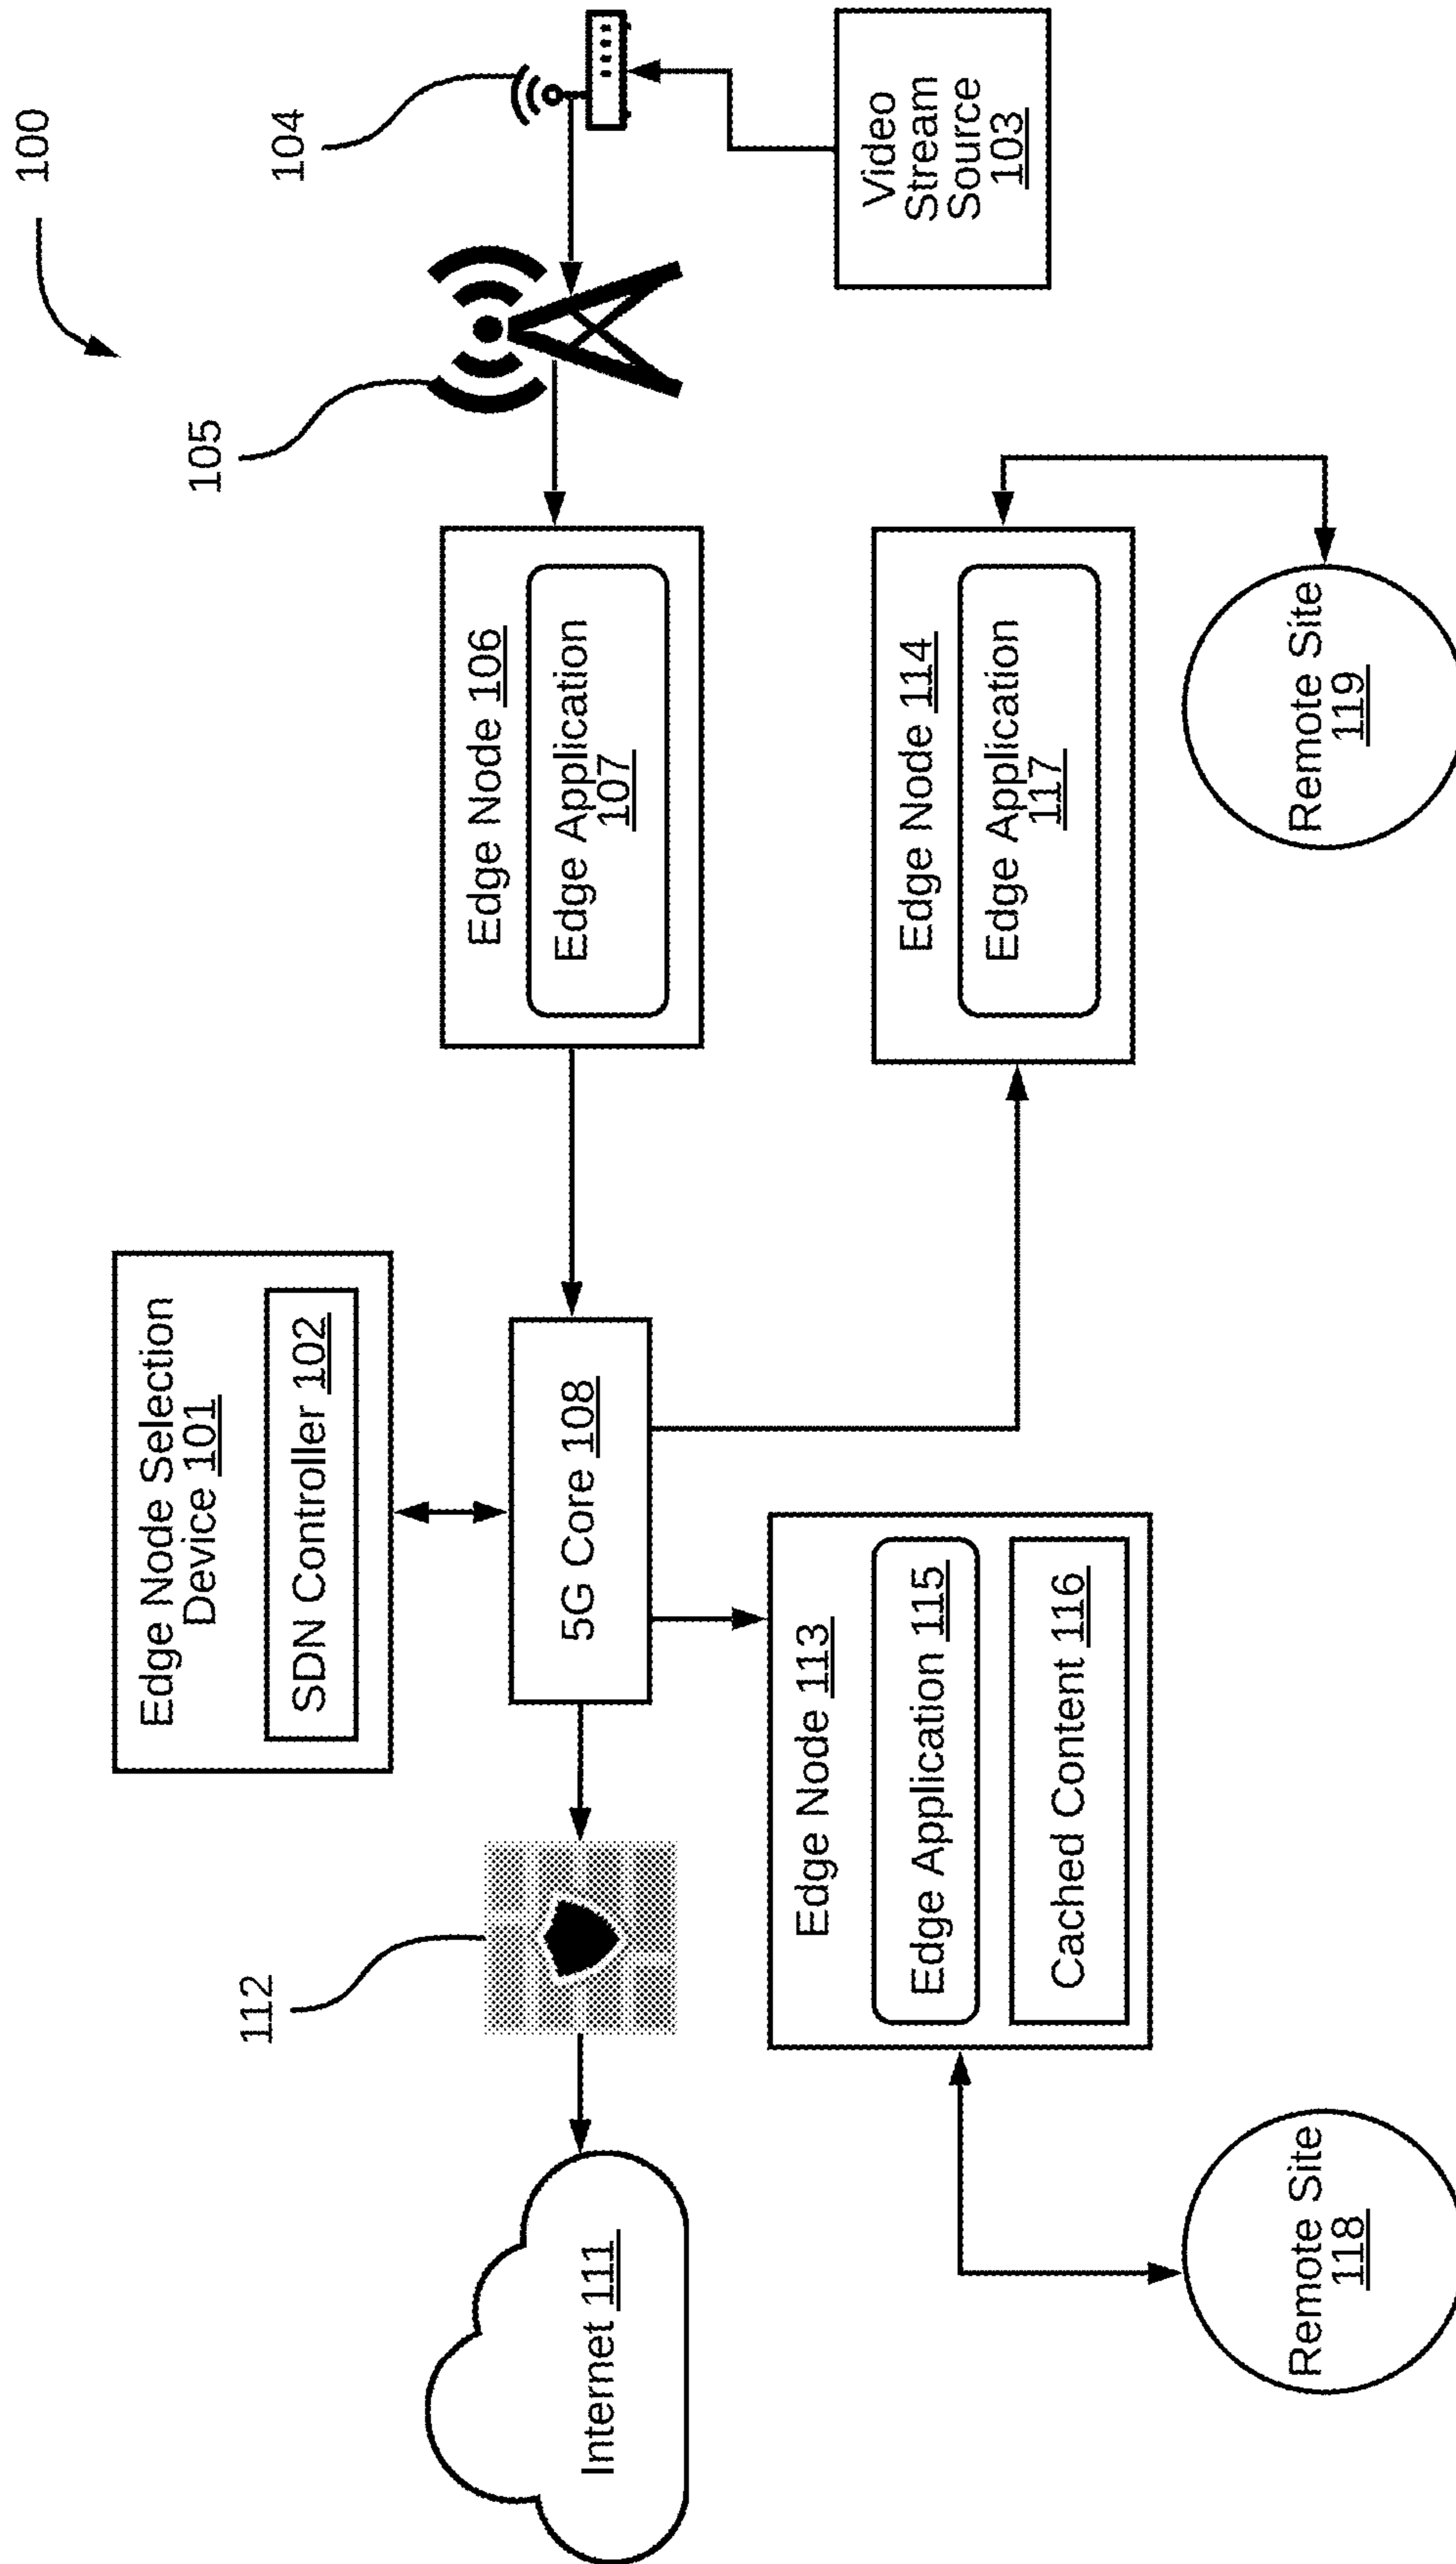 100
Edge Node Selection
Device 101
SDN Controller 102
112
105
104
Internet 111
5G Core 108
Edge Node 106
Edge Application
107
Video
Stream
Source
103
Edge Node 113
Edge Application 115
Cached Content 116
Edge Node 114
Edge Application
117
Remote Site
118
Remote Site
119